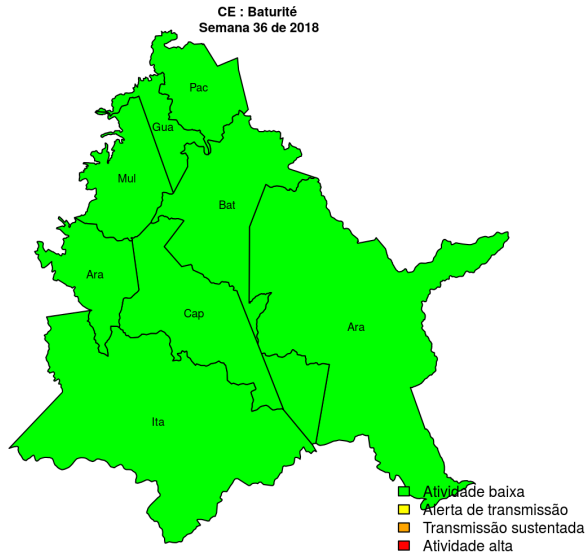 CE : Baturité
Semana 36 de 2018
Pac
Gua
Mul
Bat
Ara
Cap
Ara
Ita
Atividade baixa
Alerta de transmissão
Transmissão sustentada
Atividade alta